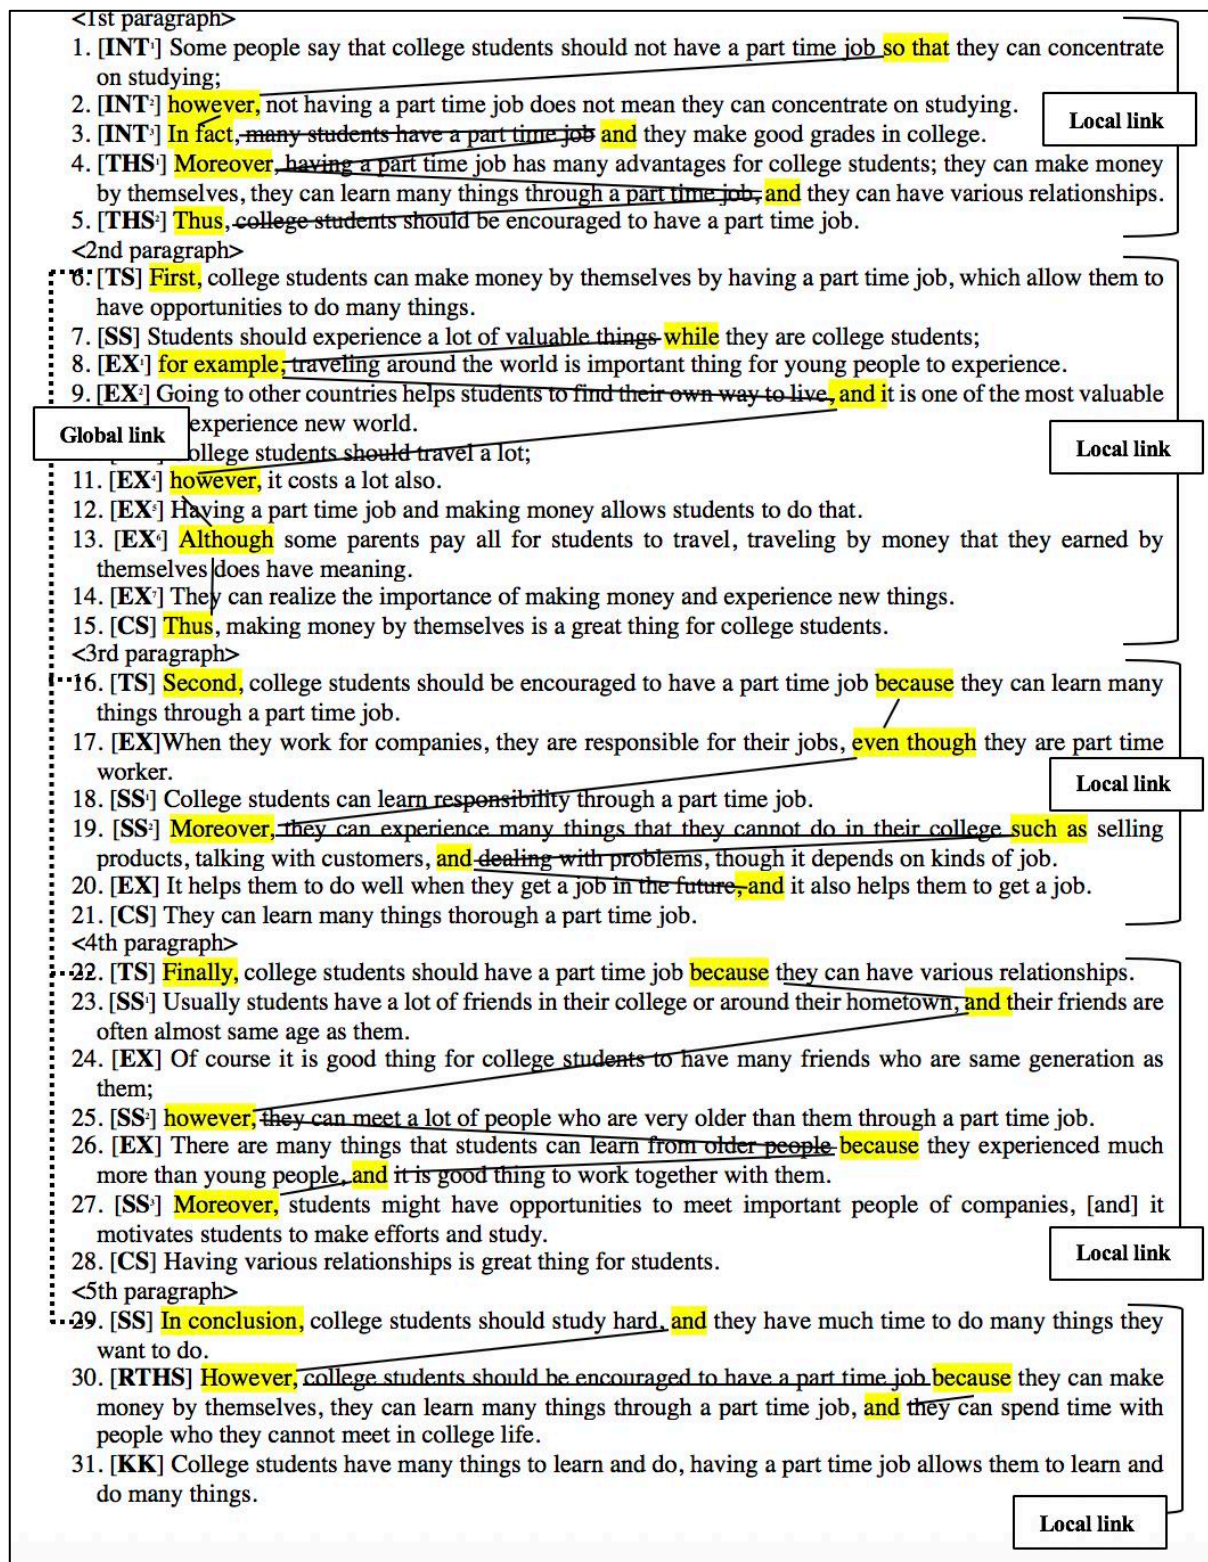 <1st paragraph>
1. [INT¹] Some people say that college students should not have a part time job so that they can concentrate
on studying;
2. [INT²] however, not having a part time job does not mean they can concentrate on studying.
Local link
3. [INT³] In fact, many students have a part time job and they make good grades in college.
4. [THS¹] Moreover, having a part time job has many advantages for college students; they can make money
by themselves, they can learn many things through a part time job, and they can have various relationships.
5. [THS²] Thus, college students should be encouraged to have a part time job.
<2nd paragraph>
6. [TS] First, college students can make money by themselves by having a part time job, which allow them to
have opportunities to do many things.
7. [SS] Students should experience a lot of valuable things while they are college students;
8. [EX¹] for example, traveling around the world is important thing for young people to experience.
9. [EX²] Going to other countries helps students to find their own way to live, and it is one of the most valuable
experience new world.
Global link
Local link
ollege students should travel a lot;
11. [EX⁴] however, it costs a lot also.
12. [EX⁵] Having a part time job and making money allows students to do that.
13. [EX⁶] Although some parents pay all for students to travel, traveling by money that they earned by
themselves does have meaning.
14. [EX⁷] They can realize the importance of making money and experience new things.
15. [CS] Thus, making money by themselves is a great thing for college students.
<3rd paragraph>
16. [TS] Second, college students should be encouraged to have a part time job because they can learn many
things through a part time job.
17. [EX]When they work for companies, they are responsible for their jobs, even though they are part time
worker.
Local link
18. [SS¹] College students can learn responsibility through a part time job.
19. [SS²] Moreover, they can experience many things that they cannot do in their college such as selling
products, talking with customers, and dealing with problems, though it depends on kinds of job.
20. [EX] It helps them to do well when they get a job in the future, and it also helps them to get a job.
21. [CS] They can learn many things thorough a part time job.
<4th paragraph>
22. [TS] Finally, college students should have a part time job because they can have various relationships.
23. [SS¹] Usually students have a lot of friends in their college or around their hometown, and their friends are
often almost same age as them.
24. [EX] Of course it is good thing for college students to have many friends who are same generation as
them;
25. [SS²] however, they can meet a lot of people who are very older than them through a part time job.
26. [EX] There are many things that students can learn from older people because they experienced much
more than young people, and it is good thing to work together with them.
27. [SS³] Moreover, students might have opportunities to meet important people of companies, [and] it
motivates students to make efforts and study.
28. [CS] Having various relationships is great thing for students.
Local link
<5th paragraph>
29. [SS] In conclusion, college students should study hard, and they have much time to do many things they
want to do.
30. [RTHS] However, college students should be encouraged to have a part time job because they can make
money by themselves, they can learn many things through a part time job, and they can spend time with
people who they cannot meet in college life.
31. [KK] College students have many things to learn and do, having a part time job allows them to learn and
do many things.
Local link